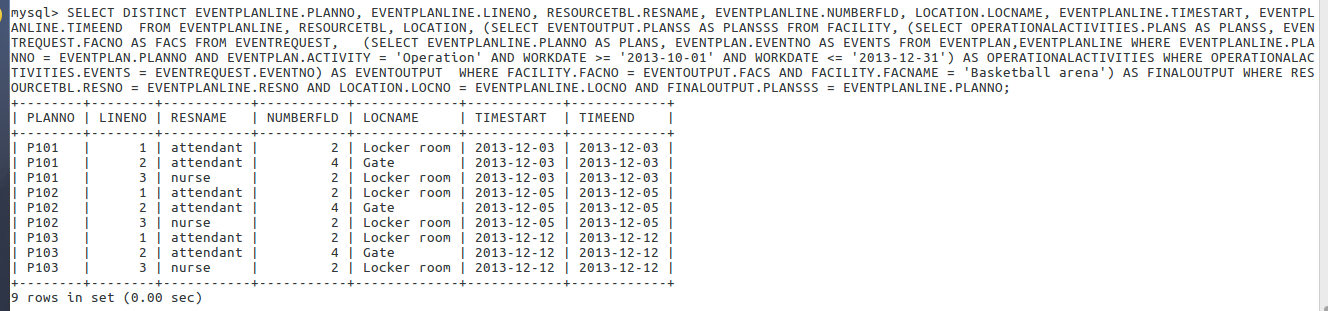 mysql> SELECT DISTINCT EVENTPLANLINE.PLANNO, EVENTPLANLINE.LINENO, RESOURCETBL.RESNAME, EVENTPLANLINE.NUMBERFLD, LOCATION.LOCNAME, EVENTPLANLINE.TIMESTART, EVENTPL
ANLINE.TIMEEND  FROM EVENTPLANLINE, RESOURCETBL, LOCATION, (SELECT EVENTOUTPUT.PLANSS AS PLANSSS FROM FACILITY, (SELECT OPERATIONALACTIVITIES.PLANS AS PLANSS, EVEN
TREQUEST.FACNO AS FACS FROM EVENTREQUEST,   (SELECT EVENTPLANLINE.PLANNO AS PLANS, EVENTPLAN.EVENTNO AS EVENTS FROM EVENTPLAN,EVENTPLANLINE WHERE EVENTPLANLINE.PLA
NNO = EVENTPLAN.PLANNO AND EVENTPLAN.ACTIVITY = 'Operation' AND WORKDATE >= '2013-10-01' AND WORKDATE <= '2013-12-31') AS OPERATIONALACTIVITIES WHERE OPERATIONALAC
TIVITIES.EVENTS = EVENTREQUEST.EVENTNO) AS EVENTOUTPUT  WHERE FACILITY.FACNO = EVENTOUTPUT.FACS AND FACILITY.FACNAME = 'Basketball arena') AS FINALOUTPUT WHERE RES
OURCETBL.RESNO = EVENTPLANLINE.RESNO AND LOCATION.LOCNO = EVENTPLANLINE.LOCNO AND FINALOUTPUT.PLANSSS = EVENTPLANLINE.PLANNO;
+--------+--------+-----------+-----------+-------------+------------+------------+
| PLANNO | LINENO | RESNAME   | NUMBERFLD | LOCNAME     | TIMESTART  | TIMEEND    |
+--------+--------+-----------+-----------+-------------+------------+------------+
| P101   |      1 | attendant |         2 | Locker room | 2013-12-03 | 2013-12-03 |
| P101   |      2 | attendant |         4 | Gate        | 2013-12-03 | 2013-12-03 |
| P101   |      3 | nurse     |         2 | Locker room | 2013-12-03 | 2013-12-03 |
| P102   |      1 | attendant |         2 | Locker room | 2013-12-05 | 2013-12-05 |
| P102   |      2 | attendant |         4 | Gate        | 2013-12-05 | 2013-12-05 |
| P102   |      3 | nurse     |         2 | Locker room | 2013-12-05 | 2013-12-05 |
| P103   |      1 | attendant |         2 | Locker room | 2013-12-12 | 2013-12-12 |
| P103   |      2 | attendant |         4 | Gate        | 2013-12-12 | 2013-12-12 |
| P103   |      3 | nurse     |         2 | Locker room | 2013-12-12 | 2013-12-12 |
+--------+--------+-----------+-----------+-------------+------------+------------+
9 rows in set (0.00 sec)